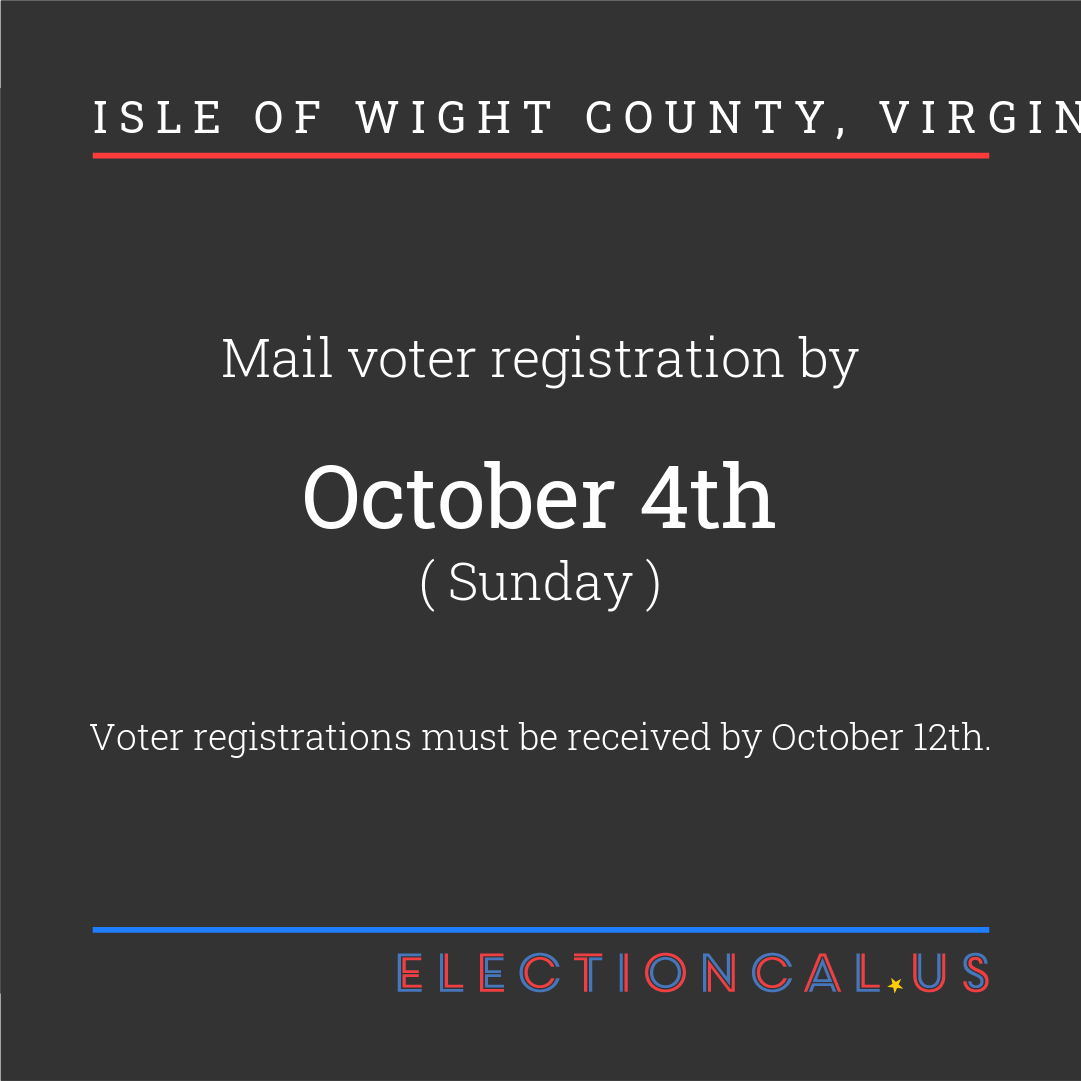 ISLE OF WIGHT COUNTY, VIRGIN
Mail voter registration by
October 4th
( Sunday )
Voter registrations must be received by October 12th.
ELECTIONCAL.US